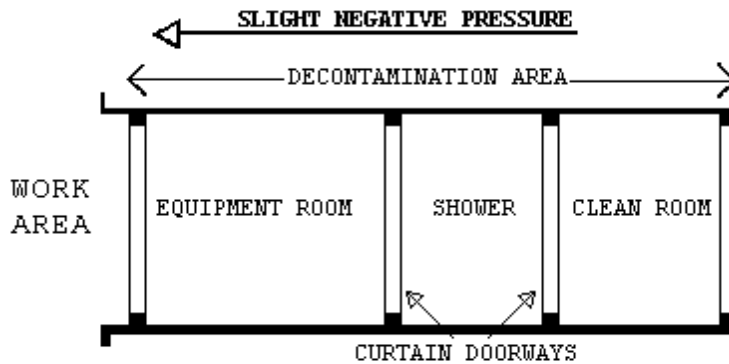 SLIGHT NEGATIVE PRESSURE
DECONTAMINATION AREA
WORK
AREA
EQUIPMENT ROOM
SHOWER
CLEAN ROOM
CURTAIN DOORWAYS